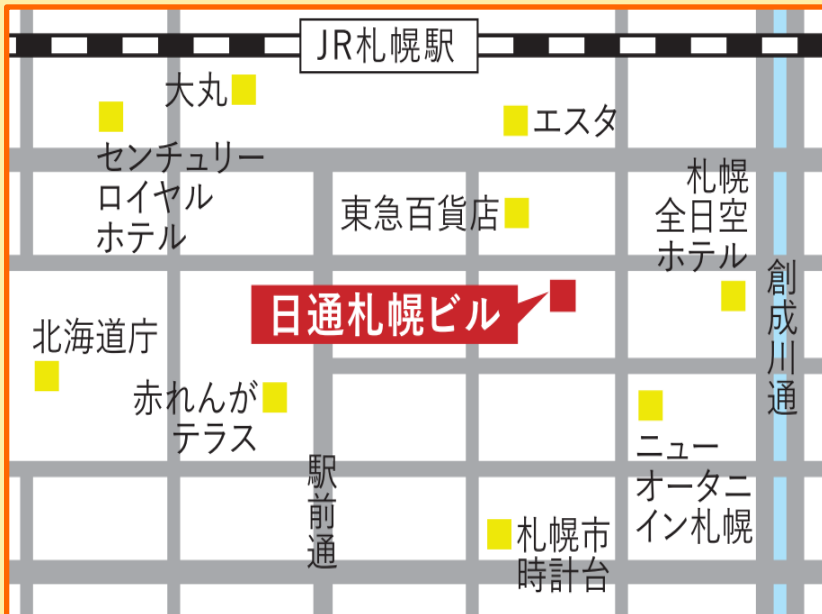 JR札幌駅
大丸
エスタ
センチュリー
ロイヤル
ホテル
東急百貨店
札幌
全日空
ホテル
日通札幌ビル
創成川通
北海道庁
赤れんが
テラス
ニュー
オータニ
イン札幌
駅前通
札幌市
時計台